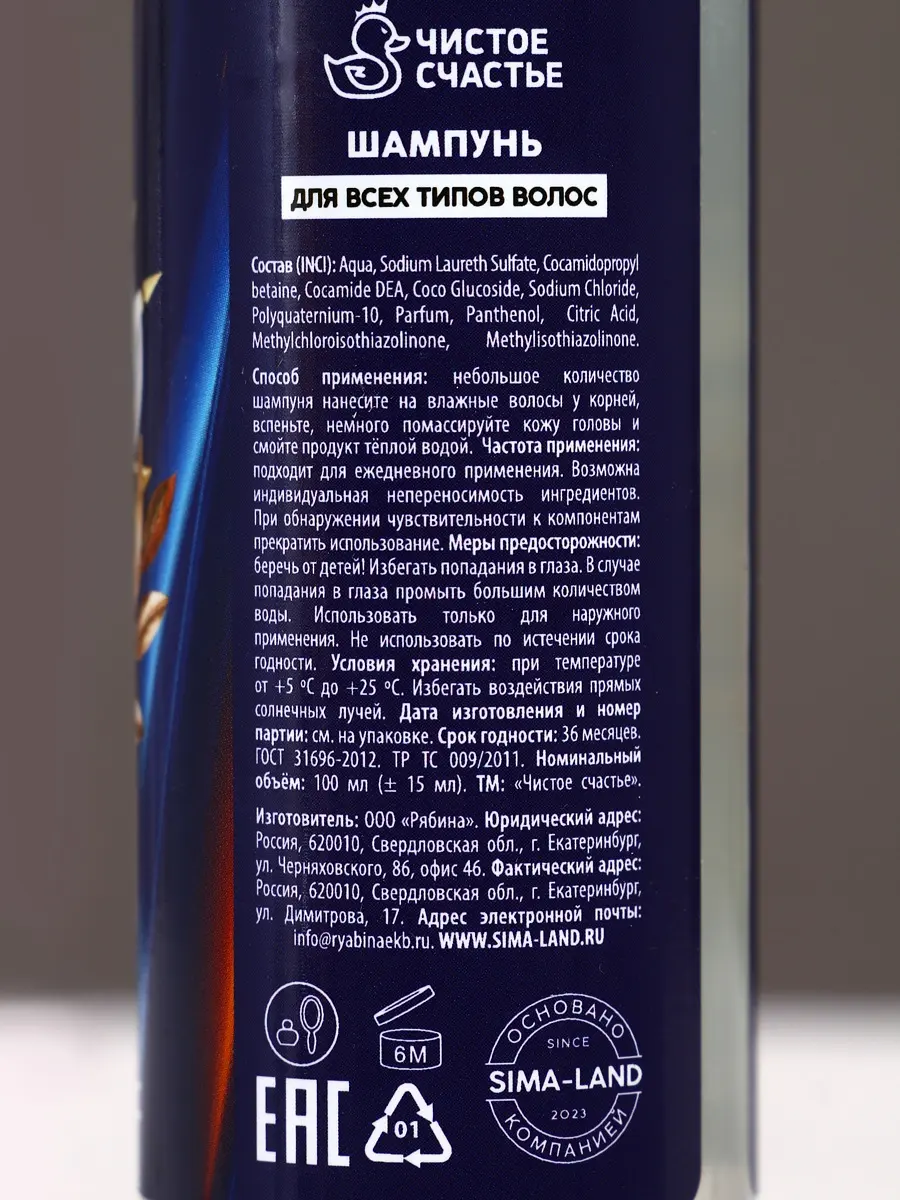 ЧИСТОЕ
СЧАСТЬЕ
ШАМПУНЬ
ДЛЯ ВСЕХ ТИПОВ ВОЛОС
Состав (INCI): Aqua, Sodium Laureth Sulfate, Cocamidopropyl
betaine, Cocamide DEA, Coco Glucoside, Sodium Chloride,
Polyquaternium-10, Parfum, Panthenol, Citric Acid,
Methylchloroisothiazolinone, Methylisothiazolinone.
Способ применения: небольшое количество
шампуня нанесите на влажные волосы у корней,
вспеньте, немного помассируйте кожу головы и
смойте продукт тёплой водой. Частота применения:
подходит для ежедневного применения. Возможна
индивидуальная непереносимость ингредиентов.
При обнаружении чувствительности к компонентам
прекратить использование. Меры предосторожности:
беречь от детей! Избегать попадания в глаза. В случае
попадания в глаза промыть большим количеством
воды. Использовать только для наружного
применения. Не использовать по истечении срока
годности. Условия хранения: при температуре
от +5 ºС до +25 ºС. Избегать воздействия прямых
солнечных лучей. Дата изготовления и номер
партии: см. на упаковке. Срок годности: 36 месяцев.
ГОСТ 31696-2012. ТР ТС 009/2011. Номинальный
объём: 100 мл (± 15 мл). ТМ: «Чистое счастье».
Изготовитель: ООО «Рябина». Юридический адрес:
Россия, 620010, Свердловская обл., г. Екатеринбург,
ул. Черняховского, 86, офис 46. Фактический адрес:
Россия, 620010, Свердловская обл., г. Екатеринбург,
ул. Димитрова, 17. Адрес электронной почты:
info@ryabinaekb.ru. WWW.SIMA-LAND.RU
6М
ОСНОВАНО
SINCE
SIMA-LAND
2023
КОМПАНИЕЙ
EAC
01